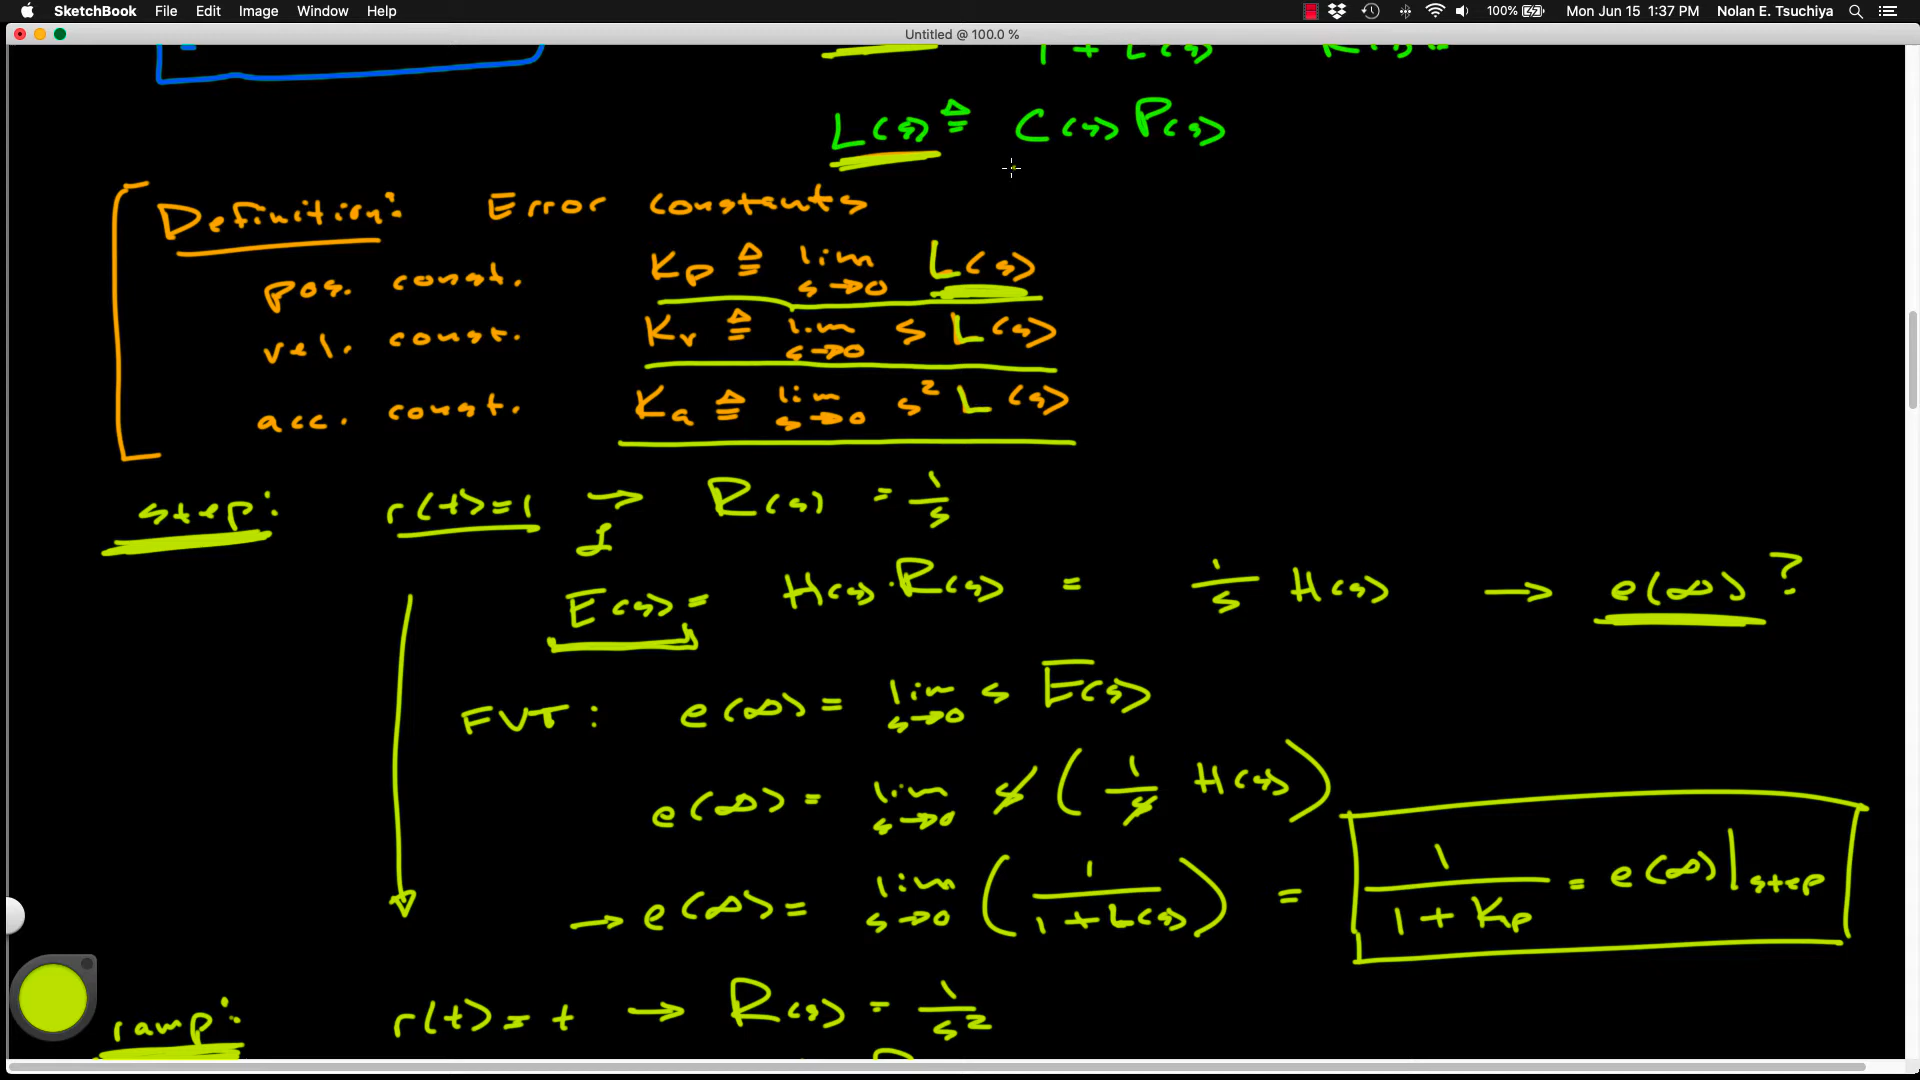 SketchBook File Edit Image Window Help 100% Mon Jun 15 1:37 PM Nolan E. Tsuchiya
Untitled @ 100.0 %
1 + L(s)
L(s) ≜ C(s) P(s)
Definition: Error constants
pos. const. Kp ≜ lim s→0 L(s)
vel. const. Kv ≜ lim s→0 s L(s)
acc. const. Ka ≜ lim s→0 s² L(s)
step: r(t)=1 → ℒ R(s) = 1/s
E(s) = H(s)·R(s) = 1/s H(s) → e(∞)?
FVT: e(∞) = lim s→0 s E(s)
e(∞) = lim s→0 s ( 1/s H(s) )
→ e(∞) = lim s→0 ( 1/(1+L(s)) ) = 1/(1+Kp) = e(∞)|step
ramp: r(t) = t → R(s) = 1/s²